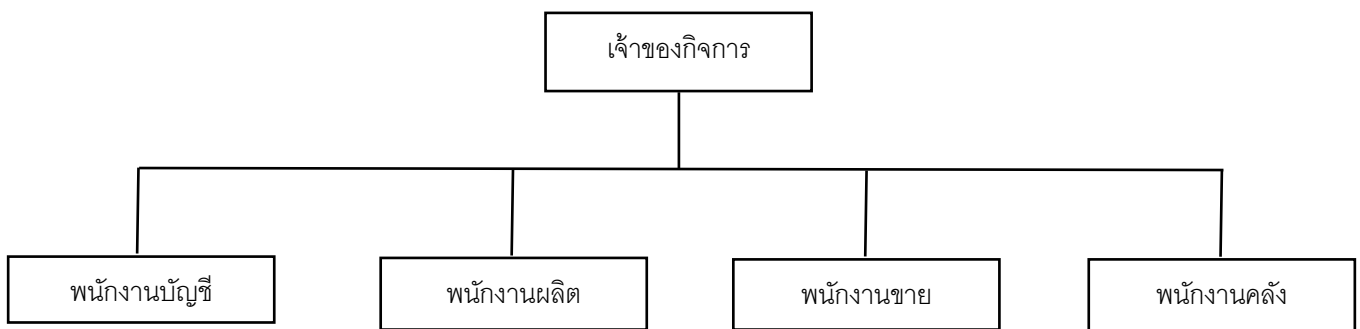 เจ้าของกิจการ
พนักงานบัญชี
พนักงานผลิต
พนักงานขาย
พนักงานคลัง